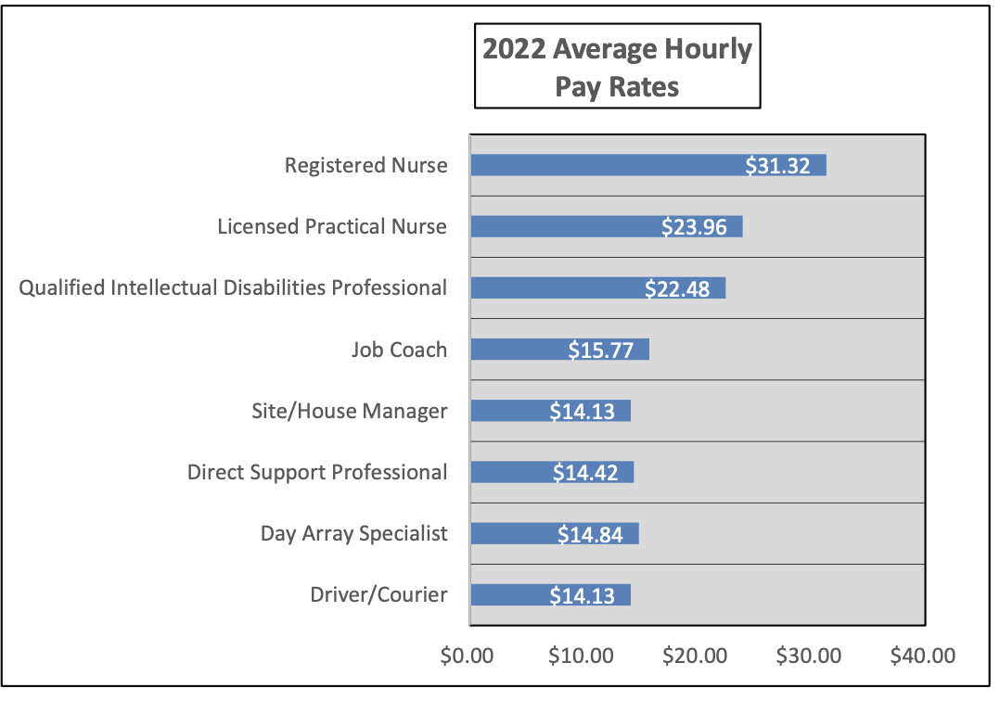 2022 Average Hourly
Pay Rates
Registered Nurse $31.32
Licensed Practical Nurse $23.96
Qualified Intellectual Disabilities Professional $22.48
Job Coach $15.77
Site/House Manager $14.13
Direct Support Professional $14.42
Day Array Specialist $14.84
Driver/Courier $14.13
$0.00 $10.00 $20.00 $30.00 $40.00